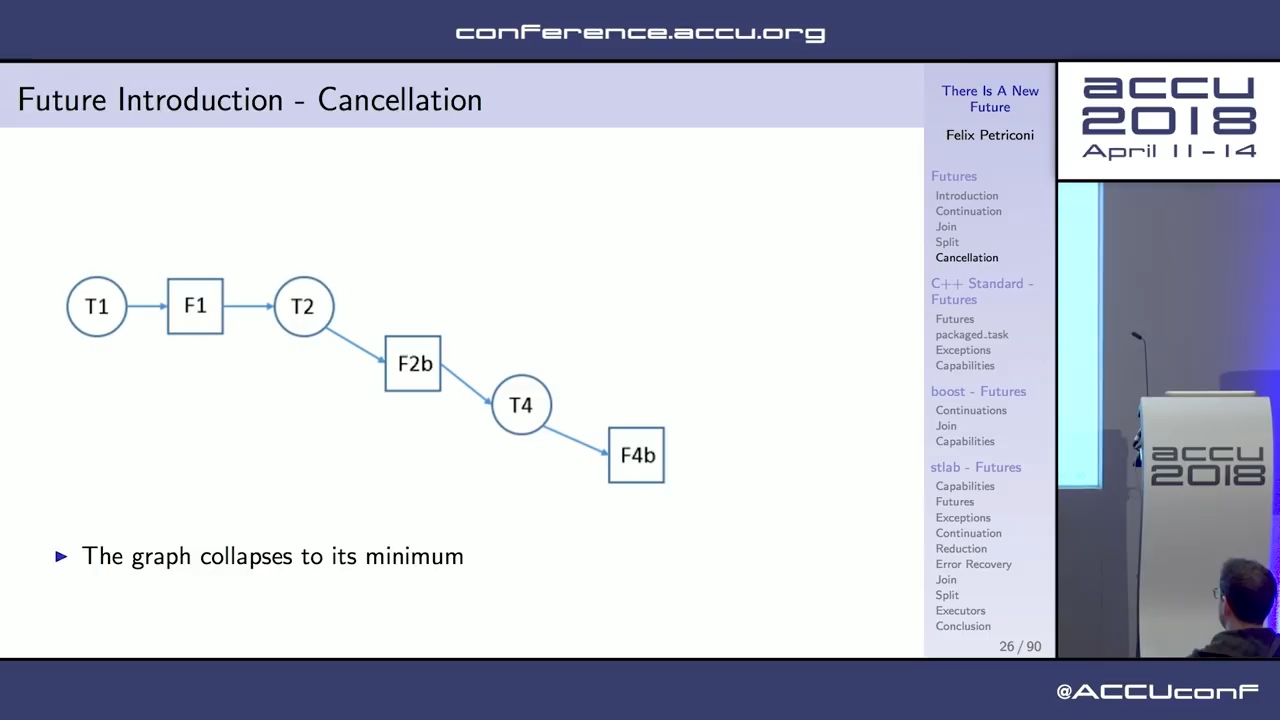 conference.accu.org
Future Introduction - Cancellation
T1
F1
T2
F2b
T4
F4b
▶ The graph collapses to its minimum
There Is A New
Future
Felix Petriconi
Futures
Introduction
Continuation
Join
Split
Cancellation
C++ Standard -
Futures
Futures
packaged_task
Exceptions
Capabilities
boost - Futures
Continuations
Join
Capabilities
stlab - Futures
Capabilities
Futures
Exceptions
Continuation
Reduction
Error Recovery
Join
Split
Executors
Conclusion
26 / 90
accu
2018
April 11-14
accu
2018
@ACCUconf